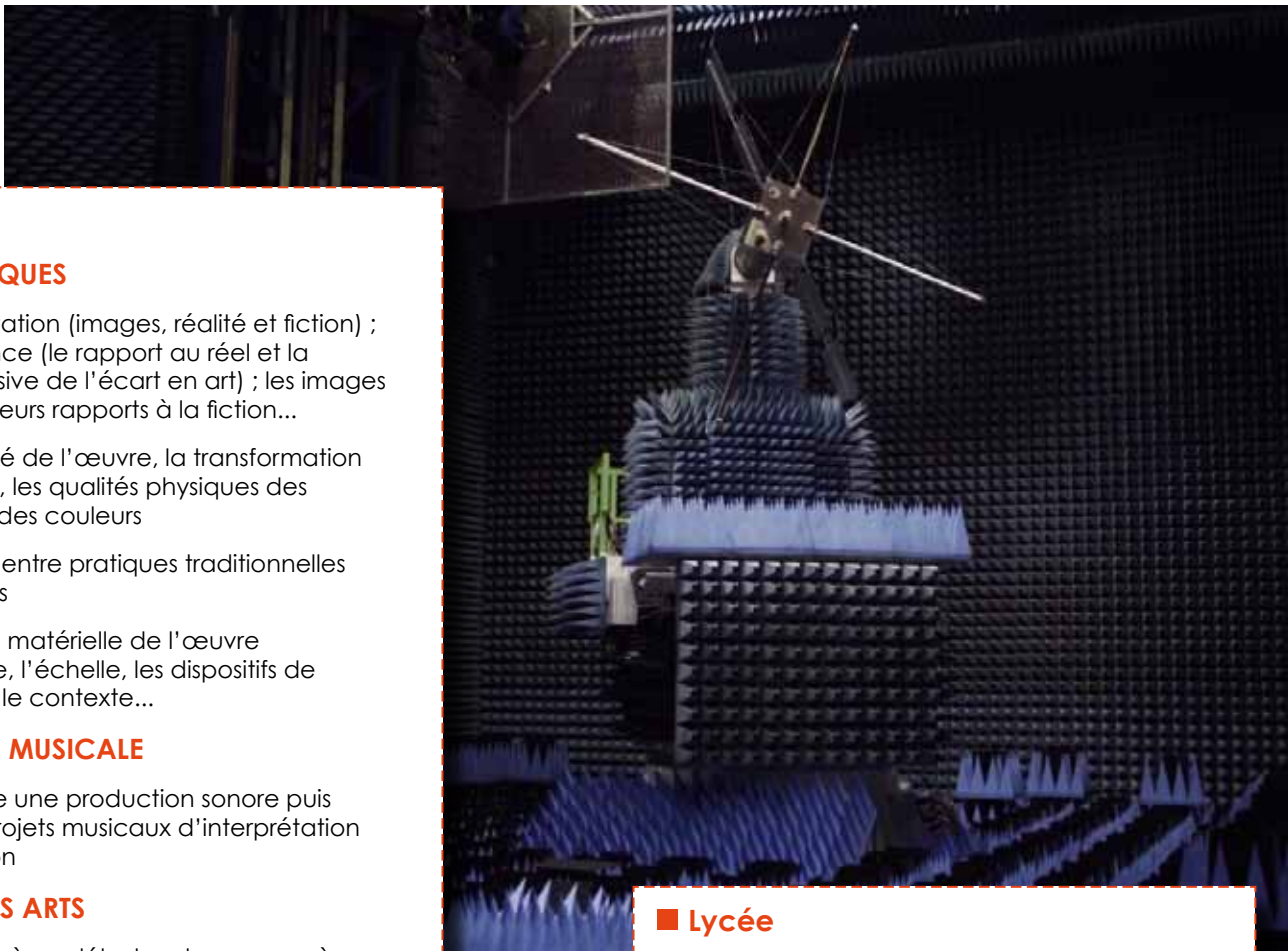 QUES
ation (images, réalité et fiction) ;
nce (le rapport au réel et la
sive de l'écart en art) ; les images
eurs rapports à la fiction...
é de l'œuvre, la transformation
, les qualités physiques des
des couleurs
entre pratiques traditionnelles
s
matérielle de l'œuvre
e, l'échelle, les dispositifs de
le contexte...
MUSICALE
e une production sonore puis
rojets musicaux d'interprétation
on
S ARTS
Lycée